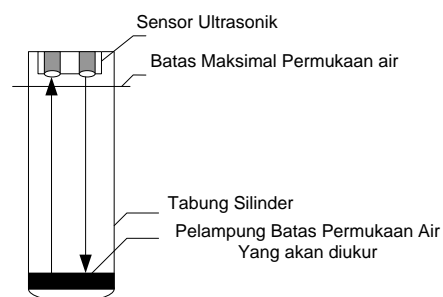 Sensor Ultrasonik
Batas Maksimal Permukaan air
Tabung Silinder
Pelampung Batas Permukaan Air
Yang akan diukur